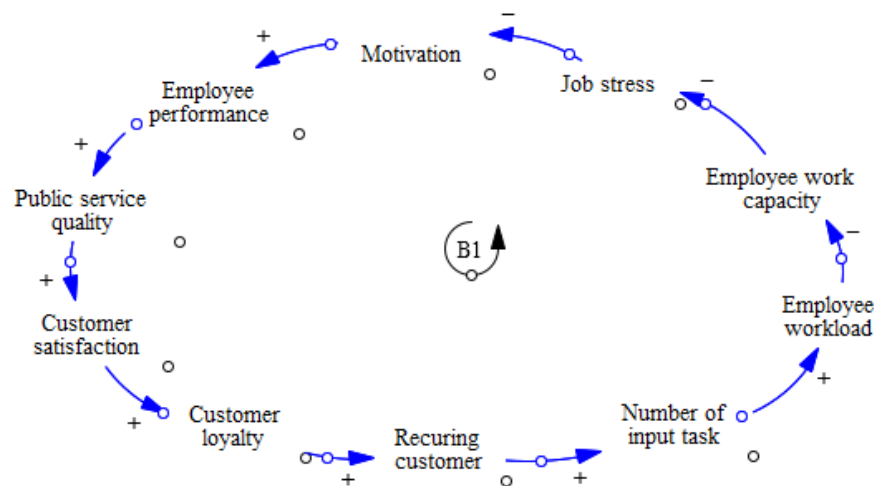 Motivation
Job stress
Employee
performance
Employee work
capacity
Public service
quality
B1
Employee
workload
Customer
satisfaction
Customer
loyalty
Recuring
customer
Number of
input task
+
−
−
+
−
+
+
+
+
+